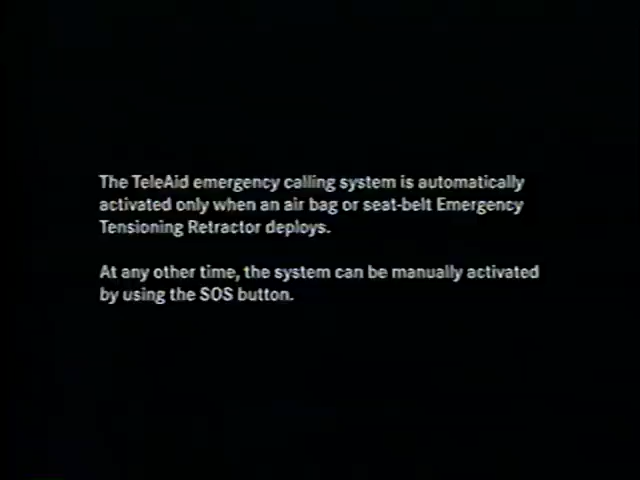 The TeleAid emergency calling system is automatically
activated only when an air bag or seat-belt Emergency
Tensioning Retractor deploys.
At any other time, the system can be manually activated
by using the SOS button.